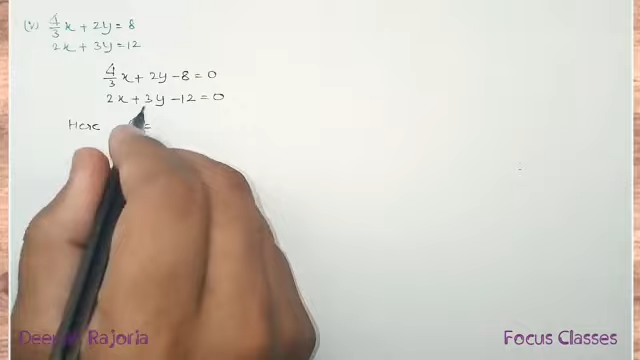 (v) 4/3 x + 2y = 8
2x + 3y = 12
4/3 x + 2y - 8 = 0
2x + 3y - 12 = 0
Here
Rajoria
Focus Classes